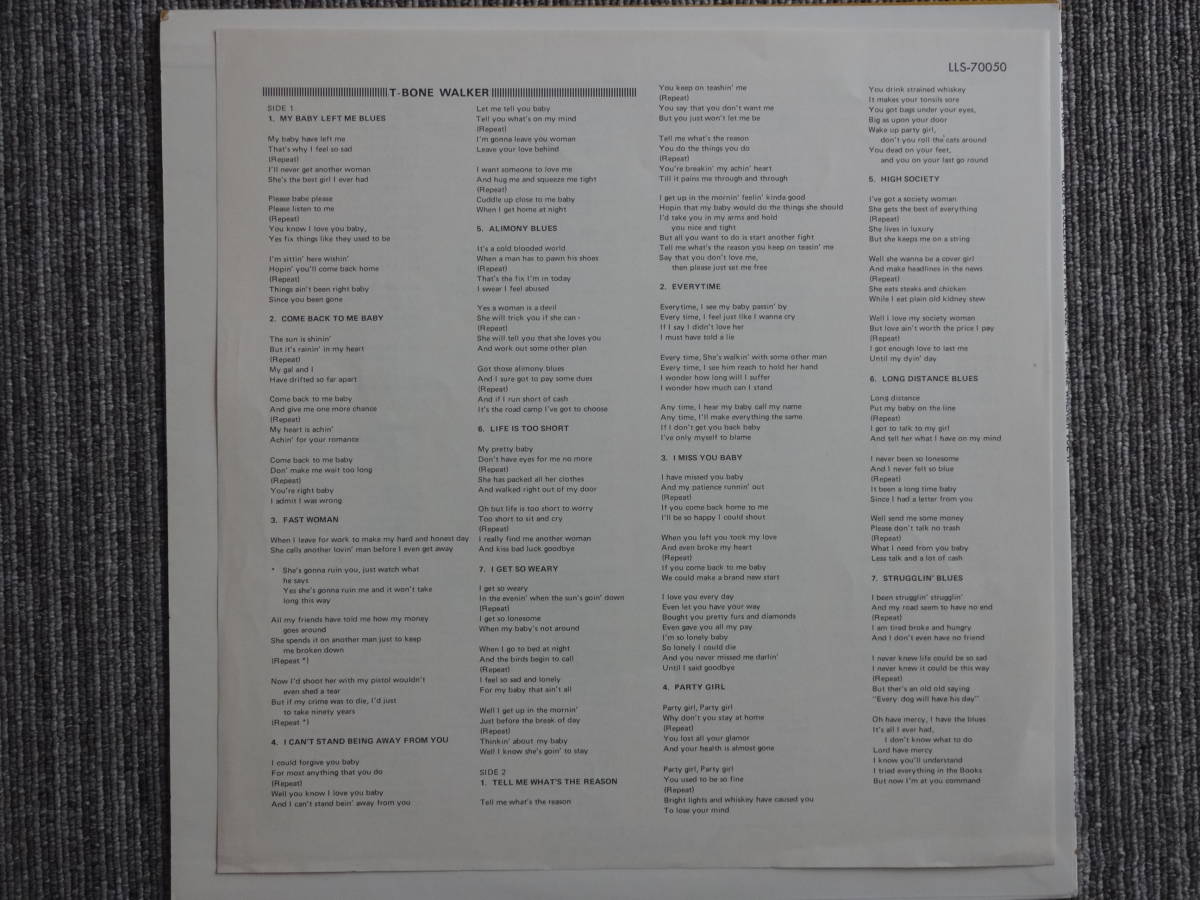 LLS-70050
T-BONE WALKER
SIDE 1
1. MY BABY LEFT ME BLUES
My baby have left me
That's why I feel so sad
(Repeat)
I'll never get another woman
She's the best girl I ever had
Please babe please
Please listen to me
(Repeat)
You know I love you baby,
Yes fix things like they used to be
I'm sittin' here wishin'
Hopin' you'll come back home
(Repeat)
Things ain't been right baby
Since you been gone
2. COME BACK TO ME BABY
The sun is shinin'
But it's rainin' in my heart
(Repeat)
My gal and I
Have drifted so far apart
Come back to me baby
And give me one more chance
(Repeat)
My heart is achin'
Achin' for your romance
Come back to me baby
Don' make me wait too long
(Repeat)
You're right baby
I admit I was wrong
3. FAST WOMAN
When I leave for work to make my hard and honest day
She calls another lovin' man before I even get away
* She's gonna ruin you, just watch what
he says
Yes she's gonna ruin me and it won't take
long this way
All my friends have told me how my money
goes around
She spends it on another man just to keep
me broken down
(Repeat *)
Now I'd shoot her with my pistol wouldn't
even shed a tear
But if my crime was to die, I'd just
to take ninety years
(Repeat *)
4. I CAN'T STAND BEING AWAY FROM YOU
I could forgive you baby
For most anything that you do
(Repeat)
Well you know I love you baby
And I can't stand bein' away from you
Let me tell you baby
Tell you what's on my mind
(Repeat)
I'm gonna leave you woman
Leave your love behind
I want someone to love me
And hug me and squeeze me tight
(Repeat)
Cuddle up close to me baby
When I get home at night
5. ALIMONY BLUES
It's a cold blooded world
When a man has to pawn his shoes
(Repeat)
That's the fix I'm in today
I swear I feel abused
Yes a woman is a devil
She will trick you if she can
(Repeat)
She will tell you that she loves you
And work out some other plan
Got those alimony blues
And I sure got to pay some dues
(Repeat)
And if I run short of cash
It's the road camp I've got to choose
6. LIFE IS TOO SHORT
My pretty baby
Don't have eyes for me no more
(Repeat)
She has packed all her clothes
And walked right out of my door
Oh but life is too short to worry
Too short to sit and cry
(Repeat)
I really find me another woman
And kiss bad luck goodbye
7. I GET SO WEARY
I get so weary
In the evenin' when the sun's goin' down
(Repeat)
I get so lonesome
When my baby's not around
When I go to bed at night
And the birds begin to call
(Repeat)
I feel so sad and lonely
For my baby that ain't all
Well I get up in the mornin'
Just before the break of day
(Repeat)
Thinkin' about my baby
Well I know she's goin' to stay
SIDE 2
1. TELL ME WHAT'S THE REASON
Tell me what's the reason
You keep on teashin' me
(Repeat)
You say that you don't want me
But you just won't let me be
Tell me what's the reason
You do the things you do
(Repeat)
You're breakin' my achin' heart
Till it pains me through and through
I get up in the mornin' feelin' kinda good
Hopin that my baby would do the things she should
I'd take you in my arms and hold
you nice and tight
But all you want to do is start another fight
Tell me what's the reason you keep on teasin' me
Say that you don't love me,
then please just set me free
2. EVERYTIME
Everytime, I see my baby passin' by
Every time, I feel just like I wanna cry
If I say I didn't love her
I must have told a lie
Every time, She's walkin' with some other man
Every time, I see him reach to hold her hand
I wonder how long will I suffer
I wonder how much can I stand
Any time, I hear my baby call my name
Any time, I'll make everything the same
If I don't get you back baby
I've only myself to blame
3. I MISS YOU BABY
I have missed you baby
And my patience runnin' out
(Repeat)
If you come back home to me
I'll be so happy I could shout
When you left you took my love
And even broke my heart
(Repeat)
If you come back to me baby
We could make a brand new start
I love you every day
Even let you have your way
Bought you pretty furs and diamonds
Even gave you all my pay
I'm so lonely baby
So lonely I could die
And you never missed me darlin'
Until I said goodbye
4. PARTY GIRL
Party girl, Party girl
Why don't you stay at home
(Repeat)
You lost all your glamor
And your health is almost gone
Party girl, Party girl
You used to be so fine
(Repeat)
Bright lights and whiskey have caused you
To lose your mind
You drink strained whiskey
It makes your tonsils sore
You got bags under your eyes,
Big as upon your door
Wake up party girl,
don't you roll the cats around
You dead on your feet,
and you on your last go round
5. HIGH SOCIETY
I've got a society woman
She gets the best of everything
(Repeat)
She lives in luxury
But she keeps me on a string
Well she wanna be a cover girl
And make headlines in the news
(Repeat)
She eats steaks and chicken
While I eat plain old kidney stew
Well i love my society woman
But love ain't worth the price I pay
(Repeat)
I got enough love to last me
Until my dyin' day
6. LONG DISTANCE BLUES
Long distance
Put my baby on the line
(Repeat)
I got to talk to my girl
And tell her what I have on my mind
I never been so lonesome
And I never felt so blue
(Repeat)
It been a long time baby
Since I had a letter from you
Well send me some money
Please don't talk no trash
(Repeat)
What I need from you baby
Less talk and a lot of cash
7. STRUGGLIN' BLUES
I been strugglin' strugglin'
And my road seem to have no end
(Repeat)
I am tired broke and hungry
And I don't even have no friend
I never knew life could be so sad
I never knew it could be this way
(Repeat)
But ther's an old old saying
"Every dog will have his day"
Oh have mercy, I have the blues
It's all I ever had,
I don't know what to do
Lord have mercy
I know you'll understand
I tried everything in the Books
But now I'm at you command